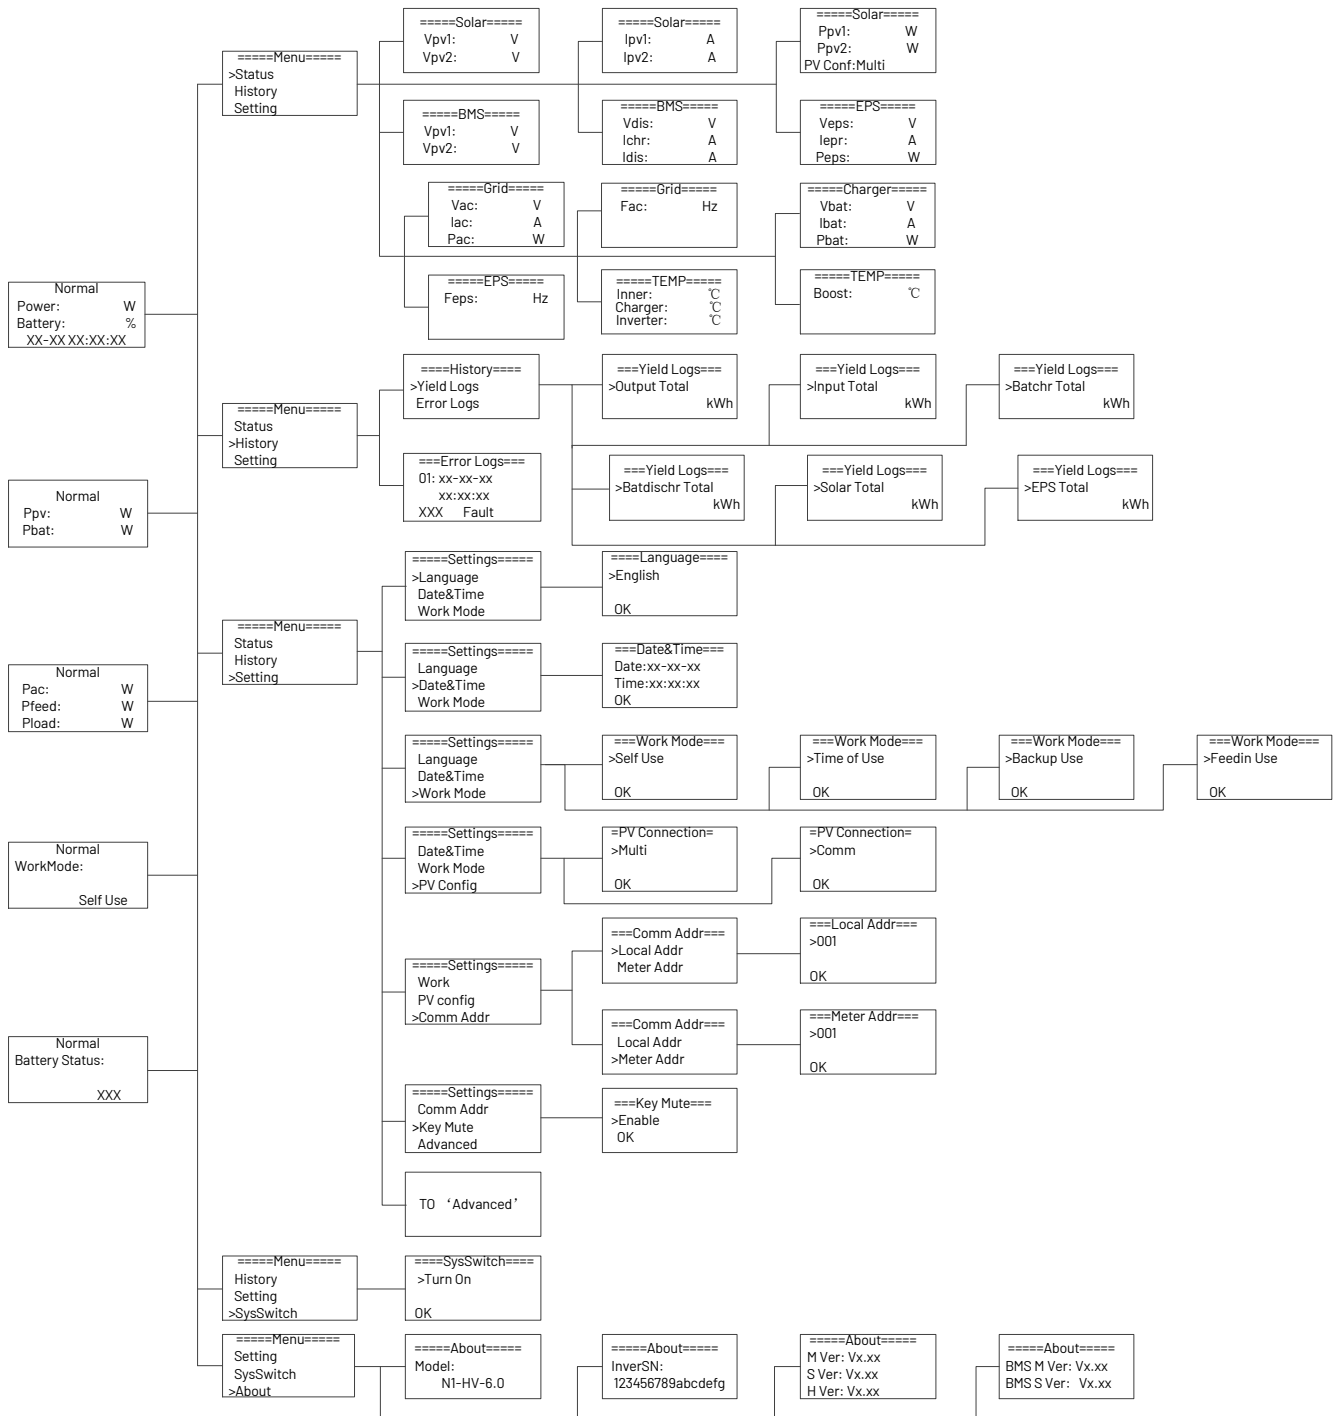 Normal
Power: W
Battery: %
XX-XX XX:XX:XX
Normal
Ppv: W
Pbat: W
Normal
Pac: W
Pfeed: W
Pload: W
Normal
WorkMode:
Self Use
Normal
Battery Status:
XXX
=====Menu=====
>Status
History
Setting
=====Solar=====
Vpv1: V
Vpv2: V
=====Solar=====
Ipv1: A
Ipv2: A
=====Solar=====
Ppv1: W
Ppv2: W
PV Conf:Multi
=====BMS=====
Vpv1: V
Vpv2: V
=====BMS=====
Vdis: V
Ichr: A
Idis: A
=====EPS=====
Veps: V
Iepr: A
Peps: W
=====Grid=====
Vac: V
Iac: A
Pac: W
=====Grid=====
Fac: Hz
=====Charger=====
Vbat: V
Ibat: A
Pbat: W
=====EPS=====
Feps: Hz
=====TEMP=====
Inner: ℃
Charger: ℃
Inverter: ℃
=====TEMP=====
Boost: ℃
=====Menu=====
Status
>History
Setting
====History====
>Yield Logs
Error Logs
===Yield Logs===
>Output Total
kWh
===Yield Logs===
>Input Total
kWh
===Yield Logs===
>Batchr Total
kWh
===Error Logs===
01: xx-xx-xx
xx:xx:xx
XXX Fault
===Yield Logs===
>Batdischr Total
kWh
===Yield Logs===
>Solar Total
kWh
===Yield Logs===
>EPS Total
kWh
=====Menu=====
Status
History
>Setting
=====Settings=====
>Language
Date&Time
Work Mode
====Language====
>English
OK
=====Settings=====
Language
>Date&Time
Work Mode
===Date&Time===
Date:xx-xx-xx
Time:xx:xx:xx
OK
=====Settings=====
Language
Date&Time
>Work Mode
===Work Mode===
>Self Use
OK
===Work Mode===
>Time of Use
OK
===Work Mode===
>Backup Use
OK
===Work Mode===
>Feedin Use
OK
=====Settings=====
Date&Time
Work Mode
>PV Config
=PV Connection=
>Multi
OK
=PV Connection=
>Comm
OK
=====Settings=====
Work
PV config
>Comm Addr
===Comm Addr===
>Local Addr
Meter Addr
===Local Addr===
>001
OK
===Comm Addr===
Local Addr
>Meter Addr
===Meter Addr===
>001
OK
=====Settings=====
Comm Addr
>Key Mute
Advanced
===Key Mute===
>Enable
OK
TO ‘Advanced’
=====Menu=====
History
Setting
>SysSwitch
====SysSwitch====
>Turn On
OK
=====Menu=====
Setting
SysSwitch
>About
=====About=====
Model:
N1-HV-6.0
=====About=====
InverSN:
123456789abcdefg
=====About=====
M Ver: Vx.xx
S Ver: Vx.xx
H Ver: Vx.xx
=====About=====
BMS M Ver: Vx.xx
BMS S Ver: Vx.xx